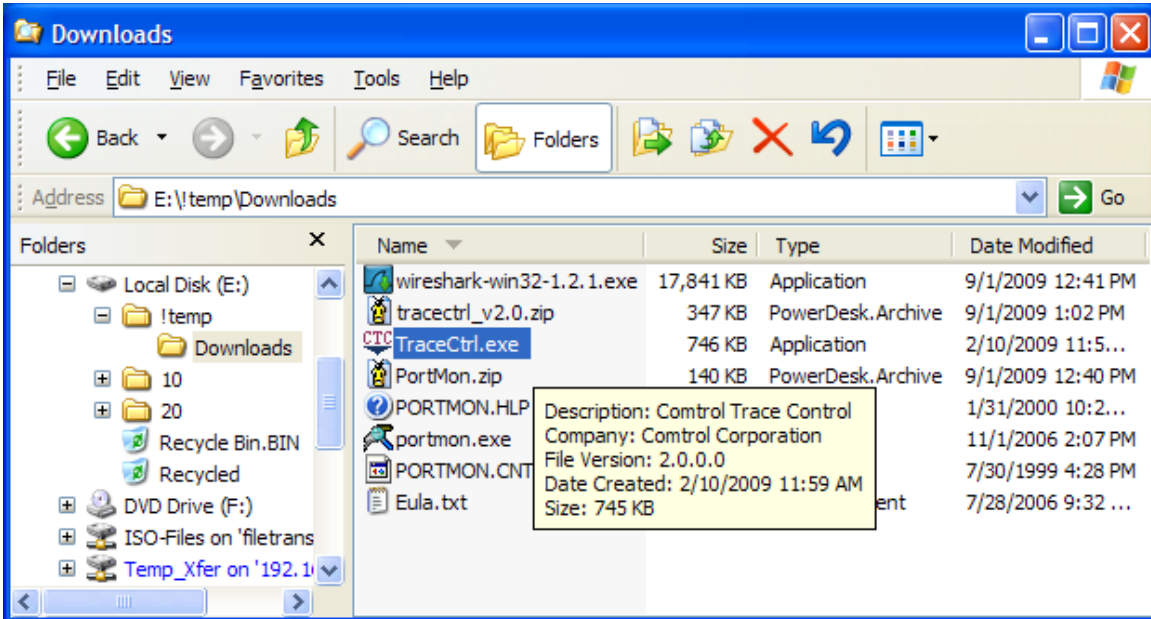 Downloads
File Edit View Favorites Tools Help
Back Search Folders
Address E:\!temp\Downloads Go
Folders X Name Size Type Date Modified
Local Disk (E:)
!temp
Downloads
10
20
Recycle Bin.BIN
Recycled
DVD Drive (F:)
ISO-Files on 'filetrans
Temp_Xfer on '192.1
wireshark-win32-1.2.1.exe 17,841 KB Application 9/1/2009 12:41 PM
tracectrl_v2.0.zip 347 KB PowerDesk.Archive 9/1/2009 1:02 PM
CTC TraceCtrl.exe 746 KB Application 2/10/2009 11:5...
PortMon.zip 140 KB PowerDesk.Archive 9/1/2009 12:40 PM
PORTMON.HLP 1/31/2000 10:2...
portmon.exe 11/1/2006 2:07 PM
PORTMON.CNT 7/30/1999 4:28 PM
Eula.txt ent 7/28/2006 9:32 ...
Description: Comtrol Trace Control
Company: Comtrol Corporation
File Version: 2.0.0.0
Date Created: 2/10/2009 11:59 AM
Size: 745 KB